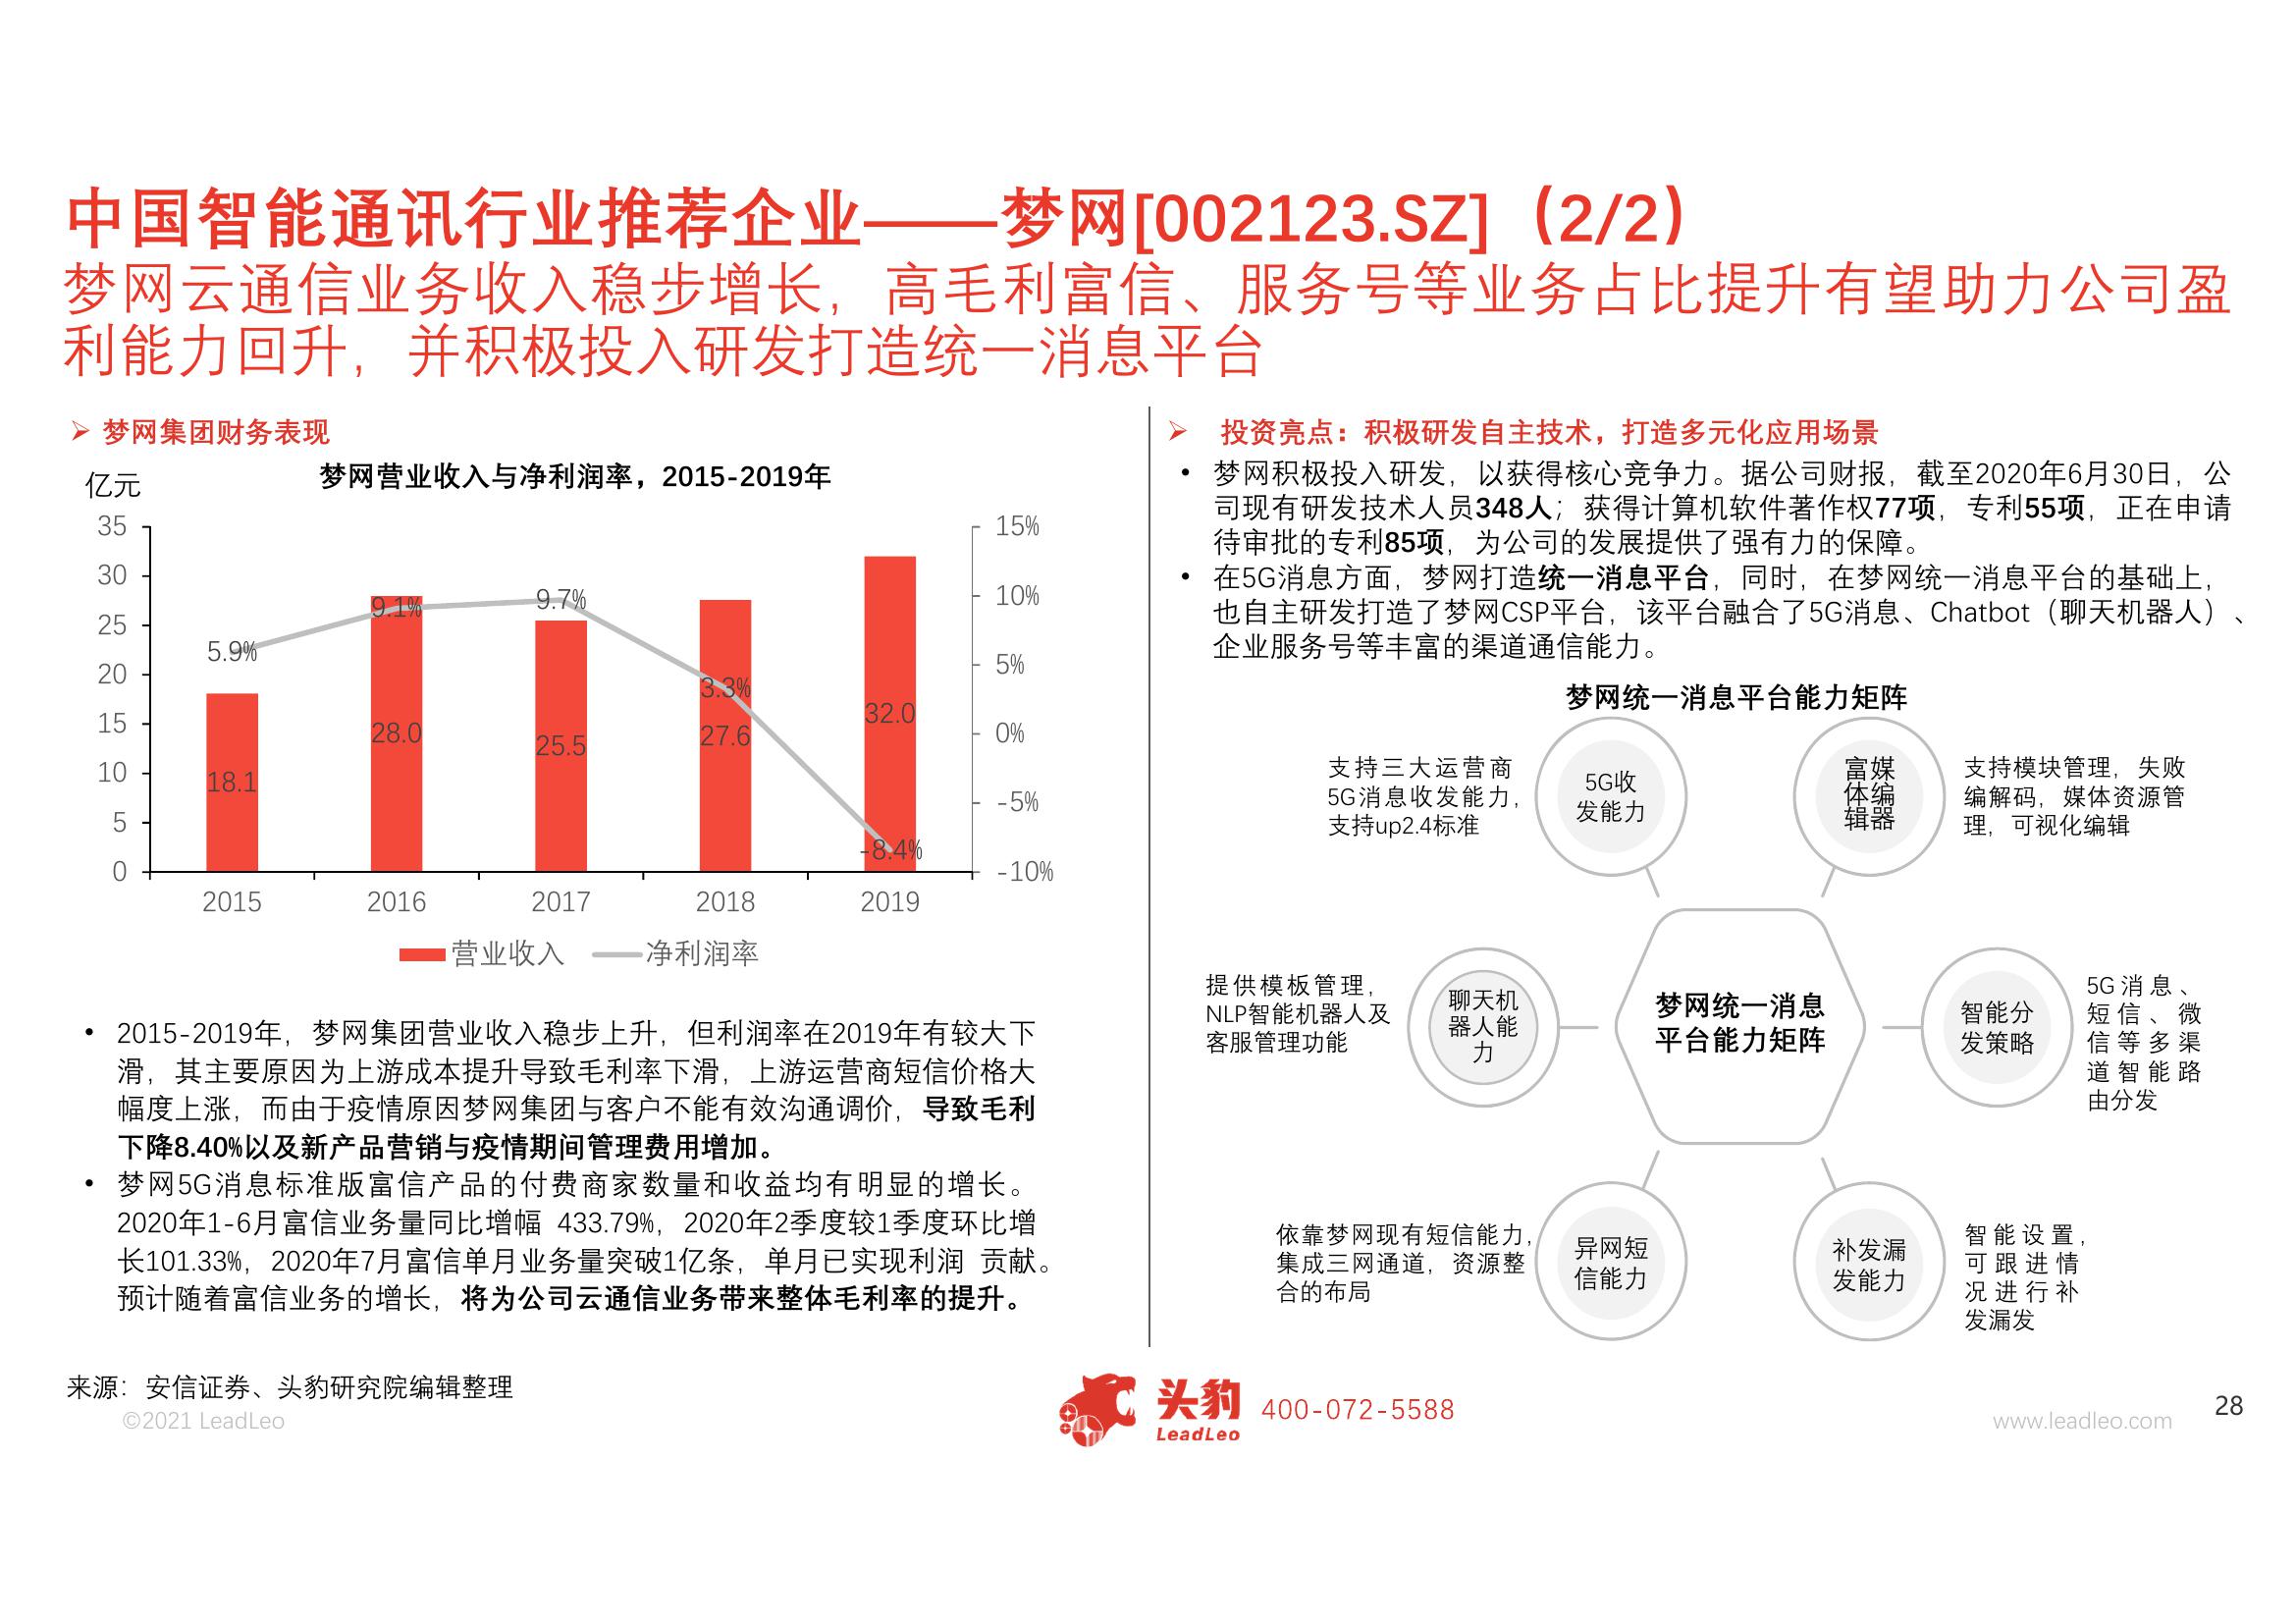 中国智能通讯行业推荐企业——梦网[002123.SZ]（2/2）
梦网云通信业务收入稳步增长，高毛利富信、服务号等业务占比提升有望助力公司盈
利能力回升，并积极投入研发打造统一消息平台
➢ 梦网集团财务表现
亿元
梦网营业收入与净利润率，2015-2019年
35
30
25
20
15
10
5
0
15%
10%
5%
0%
-5%
-10%
5.9%
9.1%
9.7%
3.3%
-8.4%
18.1
28.0
25.5
27.6
32.0
2015 2016 2017 2018 2019
营业收入 净利润率
• 2015-2019年，梦网集团营业收入稳步上升，但利润率在2019年有较大下
滑，其主要原因为上游成本提升导致毛利率下滑，上游运营商短信价格大
幅度上涨，而由于疫情原因梦网集团与客户不能有效沟通调价，导致毛利
下降8.40%以及新产品营销与疫情期间管理费用增加。
• 梦网5G消息标准版富信产品的付费商家数量和收益均有明显的增长。
2020年1-6月富信业务量同比增幅 433.79%，2020年2季度较1季度环比增
长101.33%，2020年7月富信单月业务量突破1亿条，单月已实现利润 贡献。
预计随着富信业务的增长，将为公司云通信业务带来整体毛利率的提升。
➢ 投资亮点：积极研发自主技术，打造多元化应用场景
• 梦网积极投入研发，以获得核心竞争力。据公司财报，截至2020年6月30日，公
司现有研发技术人员348人；获得计算机软件著作权77项，专利55项，正在申请
待审批的专利85项，为公司的发展提供了强有力的保障。
• 在5G消息方面，梦网打造统一消息平台，同时，在梦网统一消息平台的基础上，
也自主研发打造了梦网CSP平台，该平台融合了5G消息、Chatbot（聊天机器人）、
企业服务号等丰富的渠道通信能力。
梦网统一消息平台能力矩阵
支持三大运营商
5G消息收发能力，
支持up2.4标准
5G收
发能力
富媒
体编
辑器
支持模块管理，失败
编解码，媒体资源管
理，可视化编辑
提供模板管理，
NLP智能机器人及
客服管理功能
聊天机
器人能
力
梦网统一消息
平台能力矩阵
智能分
发策略
5G消息、
短信、微
信等多渠
道智能路
由分发
依靠梦网现有短信能力，
集成三网通道，资源整
合的布局
异网短
信能力
补发漏
发能力
智能设置，
可跟进情
况进行补
发漏发
来源：安信证券、头豹研究院编辑整理
©2021 LeadLeo
头豹
LeadLeo
400-072-5588
www.leadleo.com
28